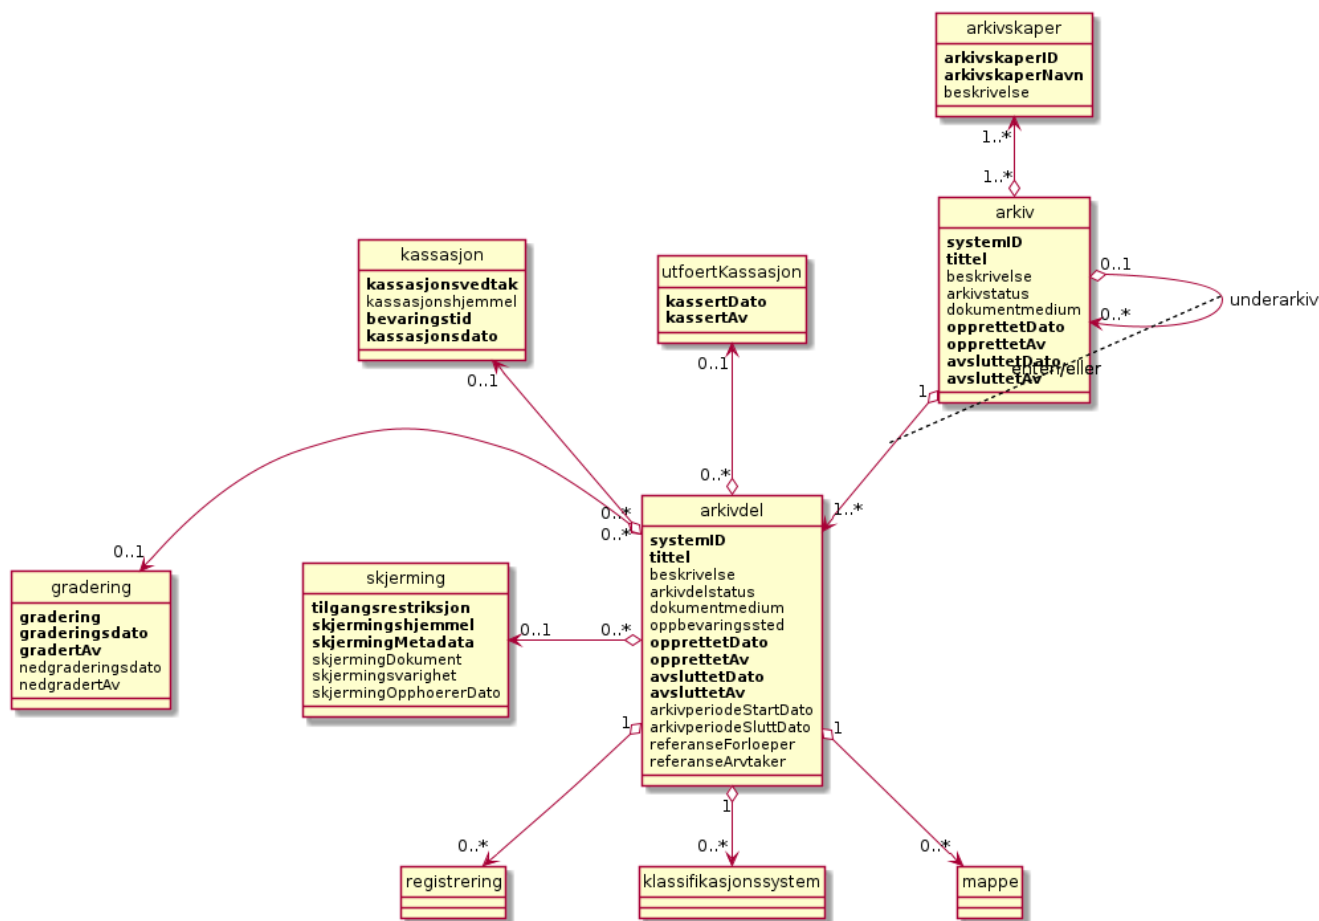 arkivskaper
arkivskaperID
arkivskaperNavn
beskrivelse
1..*
1..*
arkiv
systemID
tittel
beskrivelse
arkivstatus
dokumentmedium
opprettetDato
opprettetAv
avsluttetDato
avsluttetAv
0..1
0..*
underarkiv
enten/eller
1
1..*
kassasjon
kassasjonsvedtak
kassasjonshjemmel
bevaringstid
kassasjonsdato
0..1
utfoertKassasjon
kassertDato
kassertAv
0..1
0..*
0..*
0..*
0..1
arkivdel
systemID
tittel
beskrivelse
arkivdelstatus
dokumentmedium
oppbevaringssted
opprettetDato
opprettetAv
avsluttetDato
avsluttetAv
arkivperiodeStartDato
arkivperiodeSluttDato
referanseForloeper
referanseArvtaker
gradering
gradering
graderingsdato
gradertAv
nedgraderingsdato
nedgradertAv
skjerming
tilgangsrestriksjon
skjermingshjemmel
skjermingMetadata
skjermingDokument
skjermingsvarighet
skjermingOpphoererDato
0..1
0..*
1
1
1
0..*
0..*
0..*
registrering
klassifikasjonssystem
mappe